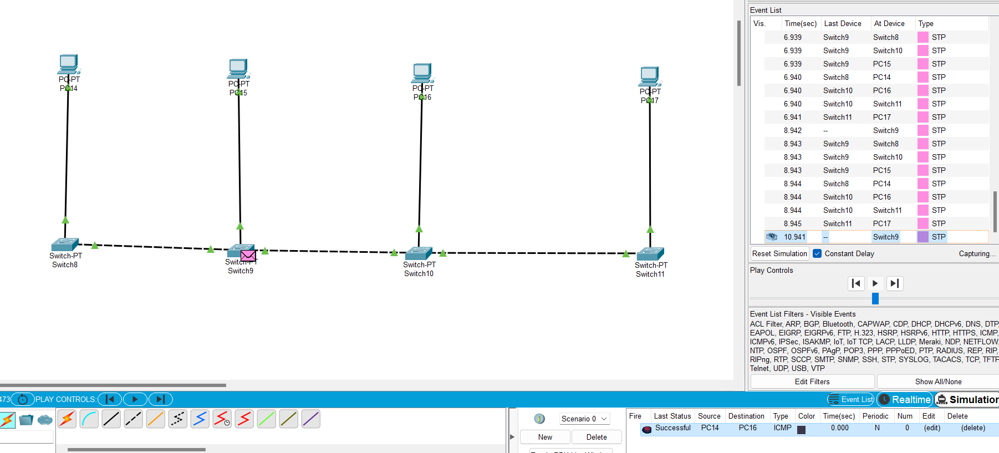 PC-PT
PC14
PC-PT
PC15
PC-PT
PC16
PC-PT
PC17
Switch-PT
Switch8
Switch-PT
Switch9
Switch-PT
Switch10
Switch-PT
Switch11
Event List
Vis. Time(sec) Last Device At Device Type
6.939 Switch9 Switch8 STP
6.939 Switch9 Switch10 STP
6.939 Switch9 PC15 STP
6.940 Switch8 PC14 STP
6.940 Switch10 PC16 STP
6.940 Switch10 Switch11 STP
6.941 Switch11 PC17 STP
8.942 -- Switch9 STP
8.943 Switch9 Switch8 STP
8.943 Switch9 Switch10 STP
8.943 Switch9 PC15 STP
8.944 Switch8 PC14 STP
8.944 Switch10 PC16 STP
8.944 Switch10 Switch11 STP
8.945 Switch11 PC17 STP
10.941 -- Switch9 STP
Reset Simulation Constant Delay Capturing...
Play Controls
Event List Filters - Visible Events
ACL Filter, ARP, BGP, Bluetooth, CAPWAP, CDP, DHCP, DHCPv6, DNS, DTP,
EAPOL, EIGRP, EIGRPv6, FTP, H.323, HSRP, HSRPv6, HTTP, HTTPS, ICMP,
ICMPv6, IPSec, ISAKMP, IoT, IoT TCP, LACP, LLDP, Meraki, NDP, NETFLOW,
NTP, OSPF, OSPFv6, PAgP, POP3, PPP, PPPoED, PTP, RADIUS, REP, RIP,
RIPng, RTP, SCCP, SMTP, SNMP, SSH, STP, SYSLOG, TACACS, TCP, TFTP
Telnet, UDP, USB, VTP
Edit Filters Show All/None
473 PLAY CONTROLS: Event List Realtime Simulation
Scenario 0
New Delete
Fire Last Status Source Destination Type Color Time(sec) Periodic Num Edit Delete
Successful PC14 PC16 ICMP 0.000 N 0 (edit) (delete)